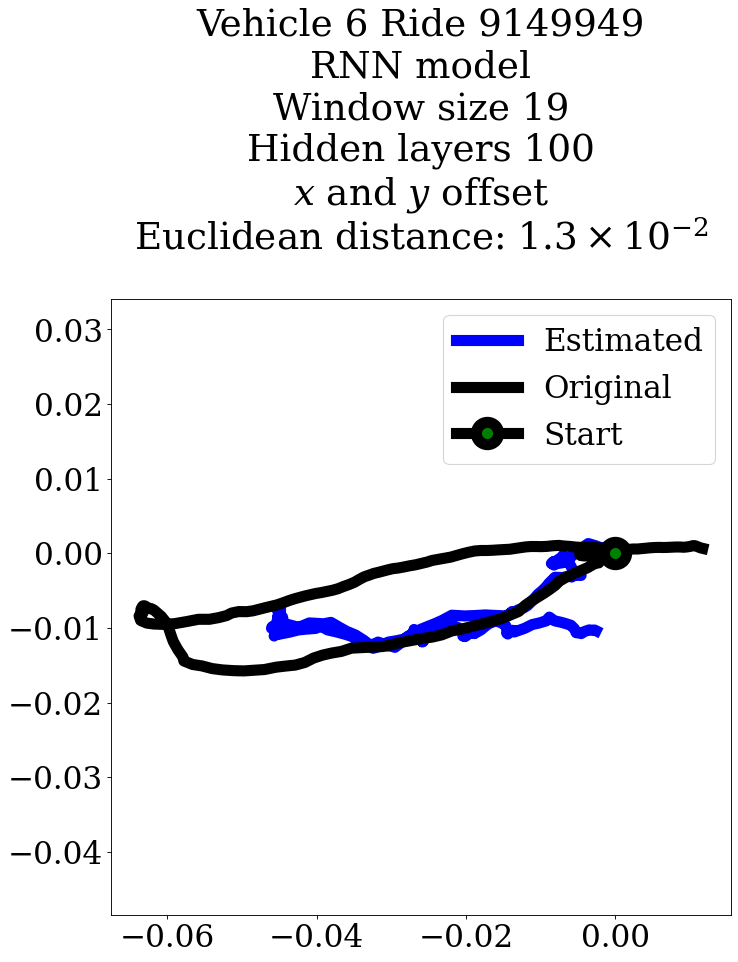 Vehicle 6 Ride 9149949
RNN model
Window size 19
Hidden layers 100
x and y offset
Euclidean distance: 1.3 × 10⁻²
Estimated
Original
Start
0.03
0.02
0.01
0.00
−0.01
−0.02
−0.03
−0.04
−0.06 −0.04 −0.02 0.00